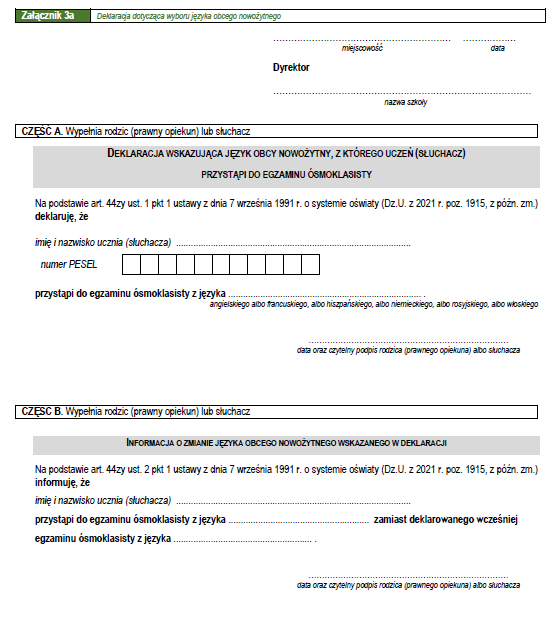 Załącznik 3a Deklaracja dotycząca wyboru języka obcego nowożytnego
miejscowość data
Dyrektor
nazwa szkoły
CZĘŚĆ A. Wypełnia rodzic (prawny opiekun) lub słuchacz
DEKLARACJA WSKAZUJĄCA JĘZYK OBCY NOWOŻYTNY, Z KTÓREGO UCZEŃ (SŁUCHACZ)
PRZYSTĄPI DO EGZAMINU ÓSMOKLASISTY
Na podstawie art. 44zy ust. 1 pkt 1 ustawy z dnia 7 września 1991 r. o systemie oświaty (Dz.U. z 2021 r. poz. 1915, z późn. zm.)
deklaruję, że
imię i nazwisko ucznia (słuchacza) ....................
numer PESEL
przystąpi do egzaminu ósmoklasisty z języka .................... .
angielskiego albo francuskiego, albo hiszpańskiego, albo niemieckiego, albo rosyjskiego, albo włoskiego
data oraz czytelny podpis rodzica (prawnego opiekuna) albo słuchacza
CZĘŚC B. Wypełnia rodzic (prawny opiekun) lub słuchacz
INFORMACJA O ZMIANIE JĘZYKA OBCEGO NOWOŻYTNEGO WSKAZANEGO W DEKLARACJI
Na podstawie art. 44zy ust. 2 pkt 1 ustawy z dnia 7 września 1991 r. o systemie oświaty (Dz.U. z 2021 r. poz. 1915, z późn. zm.)
informuję, że
imię i nazwisko ucznia (słuchacza) ....................
przystąpi do egzaminu ósmoklasisty z języka .................... zamiast deklarowanego wcześniej
egzaminu ósmoklasisty z języka .................... .
data oraz czytelny podpis rodzica (prawnego opiekuna) albo słuchacza